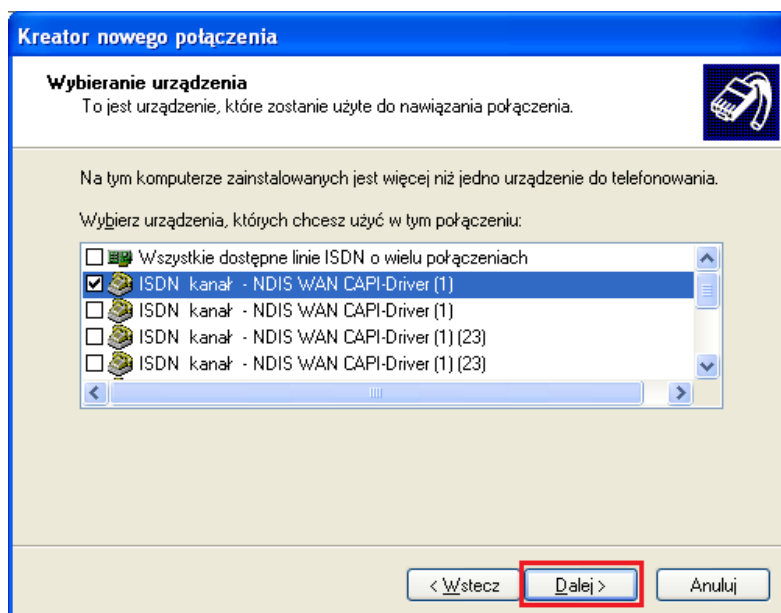 Kreator nowego połączenia
Wybieranie urządzenia
To jest urządzenie, które zostanie użyte do nawiązania połączenia.
Na tym komputerze zainstalowanych jest więcej niż jedno urządzenie do telefonowania.
Wybierz urządzenia, których chcesz użyć w tym połączeniu:
Wszystkie dostępne linie ISDN o wielu połączeniach
ISDN kanał - NDIS WAN CAPI-Driver (1)
ISDN kanał - NDIS WAN CAPI-Driver (1)
ISDN kanał - NDIS WAN CAPI-Driver (1) (23)
ISDN kanał - NDIS WAN CAPI-Driver (1) (23)
< Wstecz Dalej > Anuluj